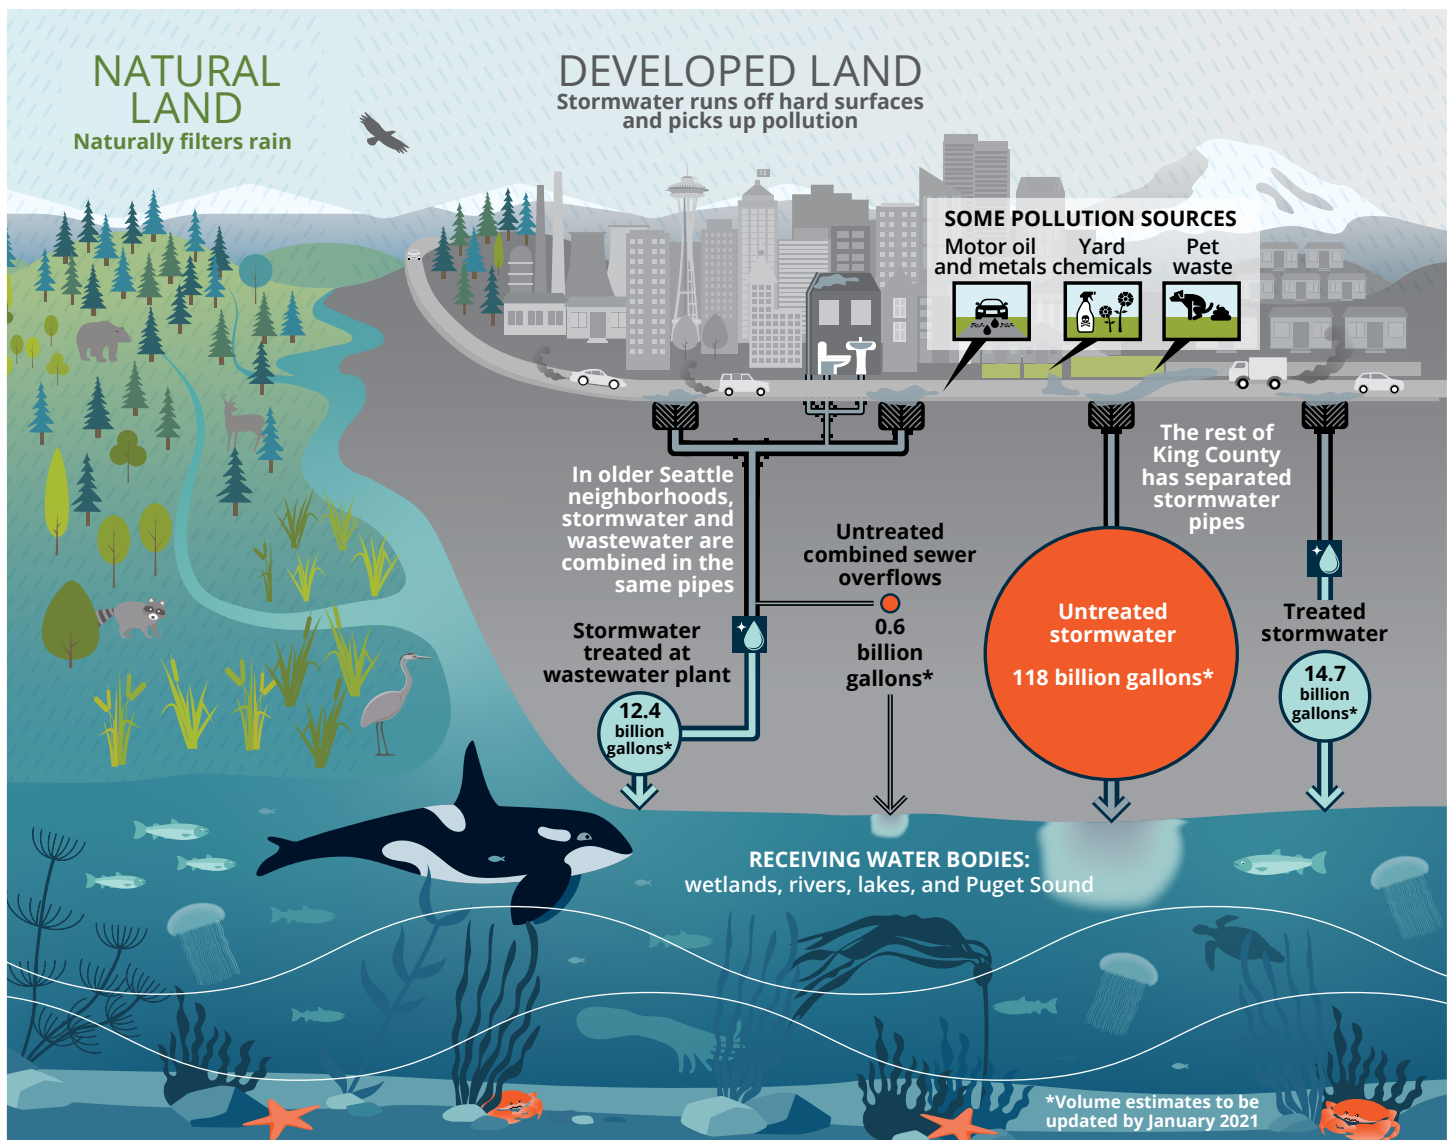 NATURAL
LAND
Naturally filters rain
DEVELOPED LAND
Stormwater runs off hard surfaces
and picks up pollution
12
SOME POLLUTION SOURCES
Motor oil
and metals
Yard
chemicals
Pet
waste
In older Seattle
neighborhoods,
stormwater and
wastewater are
combined in the
same pipes
Stormwater
treated at
wastewater plant
12.4
billion
gallons*
Untreated
combined sewer
overflows
0.6
billion
gallons*
Untreated
stormwater
118 billion gallons*
The rest of
King County
has separated
stormwater
pipes
Treated
stormwater
14.7
billion
gallons*
RECEIVING WATER BODIES:
wetlands, rivers, lakes, and Puget Sound
*Volume estimates to be
updated by January 2021